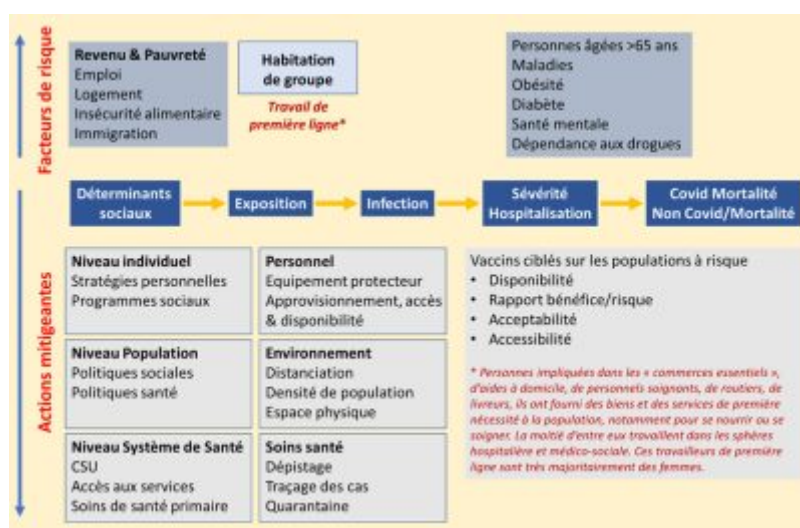 Facteurs de risque
Revenu & Pauvreté
Emploi
Logement
Insécurité alimentaire
Immigration
Habitation
de groupe
Travail de
première ligne*
Personnes âgées >65 ans
Maladies
Obésité
Diabète
Santé mentale
Dépendance aux drogues
Déterminants
sociaux
Exposition
Infection
Sévérité
Hospitalisation
Covid Mortalité
Non Covid/Mortalité
Actions mitigeantes
Niveau individuel
Stratégies personnelles
Programmes sociaux
Personnel
Equipement protecteur
Approvisionnement, accès
& disponibilité
Niveau Population
Politiques sociales
Politiques santé
Environnement
Distanciation
Densité de population
Espace physique
Niveau Système de Santé
CSU
Accès aux services
Soins de santé primaire
Soins santé
Dépistage
Traçage des cas
Quarantaine
Vaccins ciblés sur les populations à risque
• Disponibilité
• Rapport bénéfice/risque
• Acceptabilité
• Accessibilité
* Personnes impliquées dans les « commerces essentiels »,
d'aides à domicile, de personnels soignants, de routiers, de
livreurs, ils ont fourni des biens et des services de première
nécessité à la population, notamment pour se nourrir ou se
soigner. La moitié d'entre eux travaillent dans les sphères
hospitalière et médico-sociale. Ces travailleurs de première
ligne sont très majoritairement des femmes.